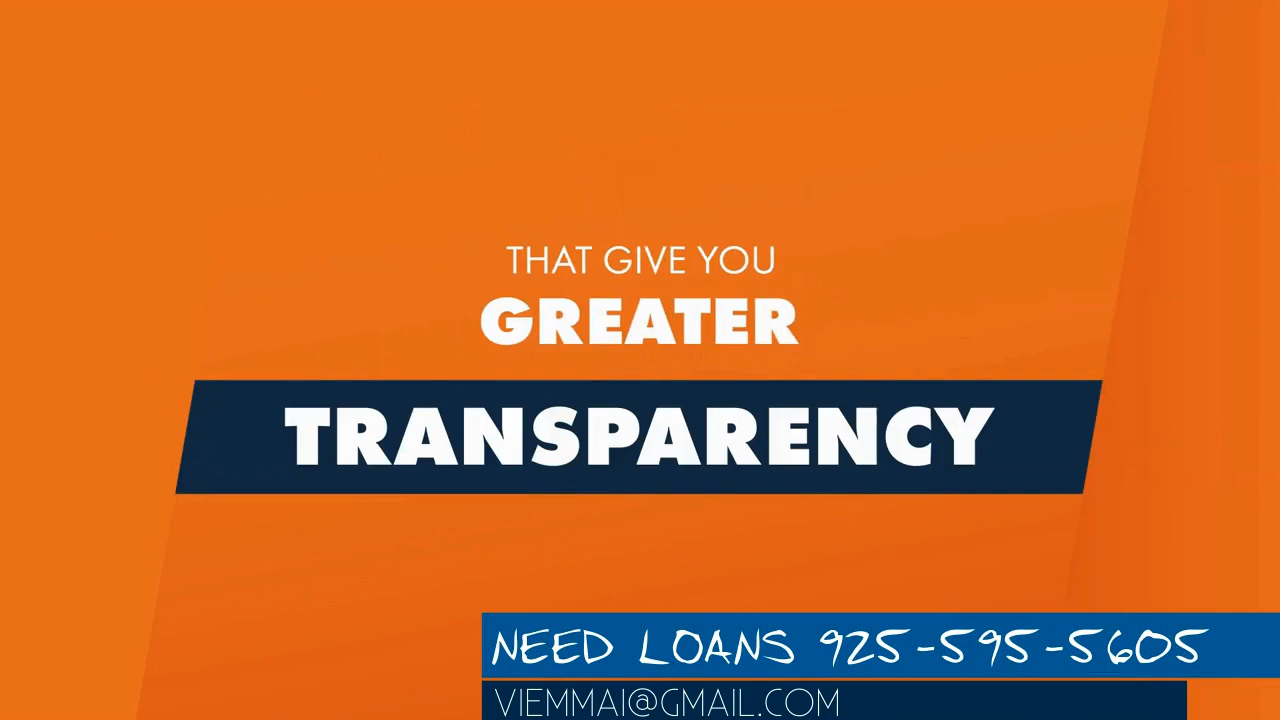 THAT GIVE YOU
GREATER
TRANSPARENCY
NEED LOANS 925-595-5605
VIEMMAI@GMAIL.COM